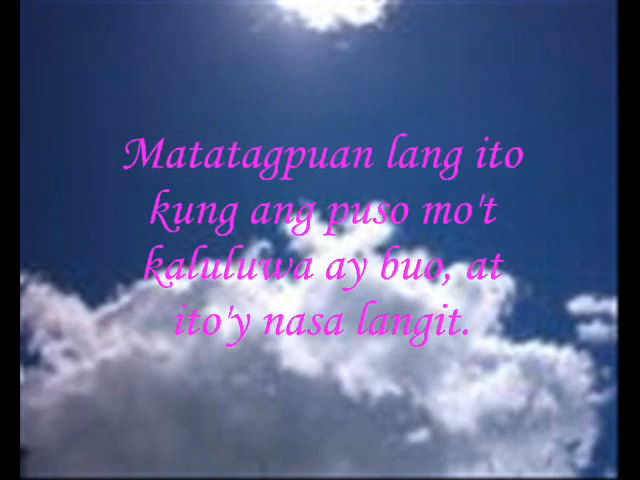 Matatagpuan lang ito
kung ang puso mo't
kaluluwa ay buo, at
ito'y nasa langit.